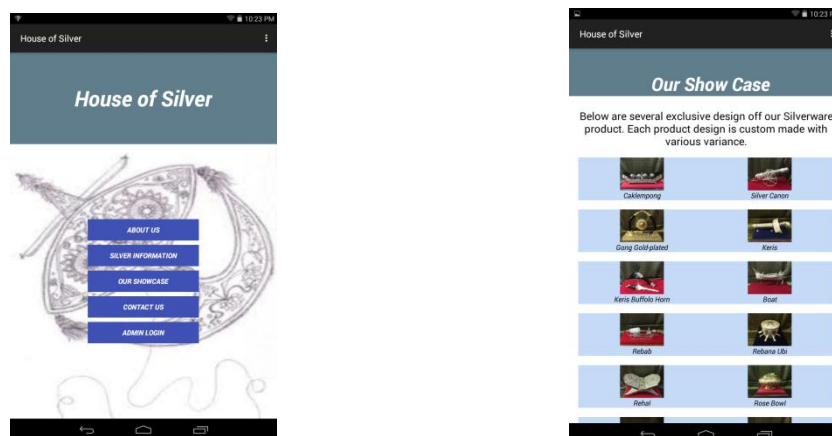 10:23 PM
House of Silver
House of Silver
ABOUT US
SILVER INFORMATION
OUR SHOWCASE
CONTACT US
ADMIN LOGIN
10:23 P
House of Silver
Our Show Case
Below are several exclusive design off our Silverware
product. Each product design is custom made with
various variance.
Caklempong
Silver Canon
Gong Gold-plated
Keris
Keris Buffolo Horn
Boat
Rebab
Rebana Ubi
Rehal
Rose Bowl